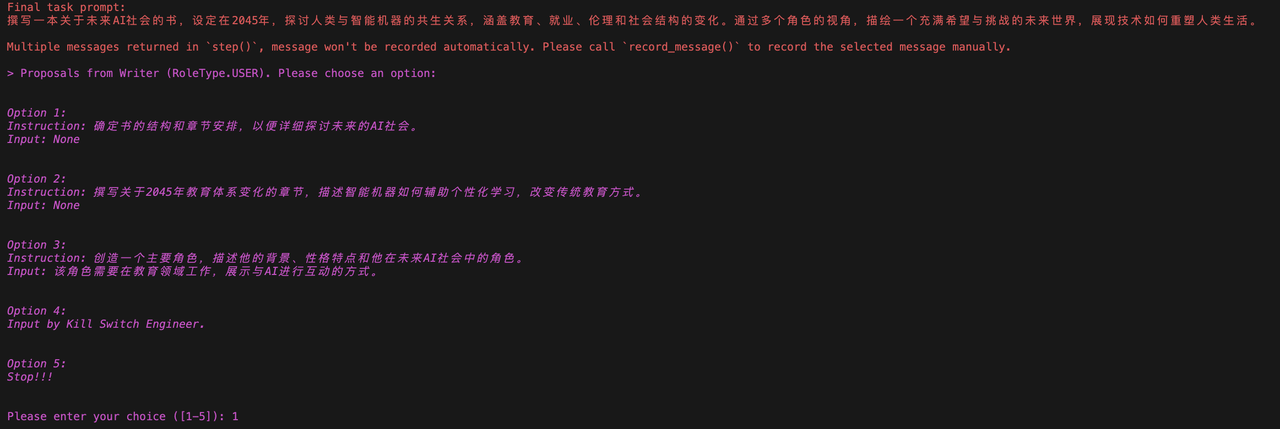 Final task prompt:
撰写一本关于未来AI社会的书，设定在2045年，探讨人类与智能机器的共生关系，涵盖教育、就业、伦理和社会结构的变化。通过多个角色的视角，描绘一个充满希望与挑战的未来世界，展现技术如何重塑人类生活。
Multiple messages returned in `step()`, message won't be recorded automatically. Please call `record_message()` to record the selected message manually.
> Proposals from Writer (RoleType.USER). Please choose an option:
Option 1:
Instruction: 确定书的结构和章节安排，以便详细探讨未来的AI社会。
Input: None
Option 2:
Instruction: 撰写关于2045年教育体系变化的章节，描述智能机器如何辅助个性化学习，改变传统教育方式。
Input: None
Option 3:
Instruction: 创造一个主要角色，描述他的背景、性格特点和他在未来AI社会中的角色。
Input: 该角色需要在教育领域工作，展示与AI进行互动的方式。
Option 4:
Input by Kill Switch Engineer.
Option 5:
Stop!!!
Please enter your choice ([1-5]): 1